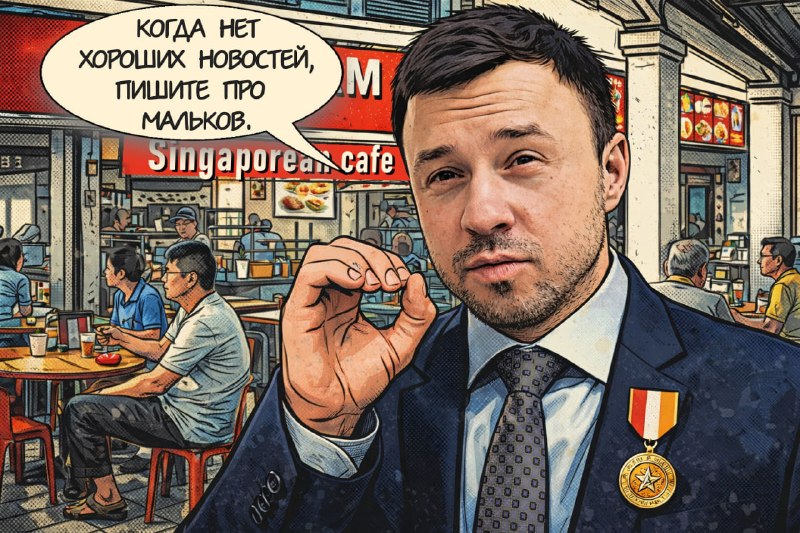 КОГДА НЕТ
ХОРОШИХ НОВОСТЕЙ,
ПИШИТЕ ПРО
МАЛЬКОВ.
Singaporean cafe